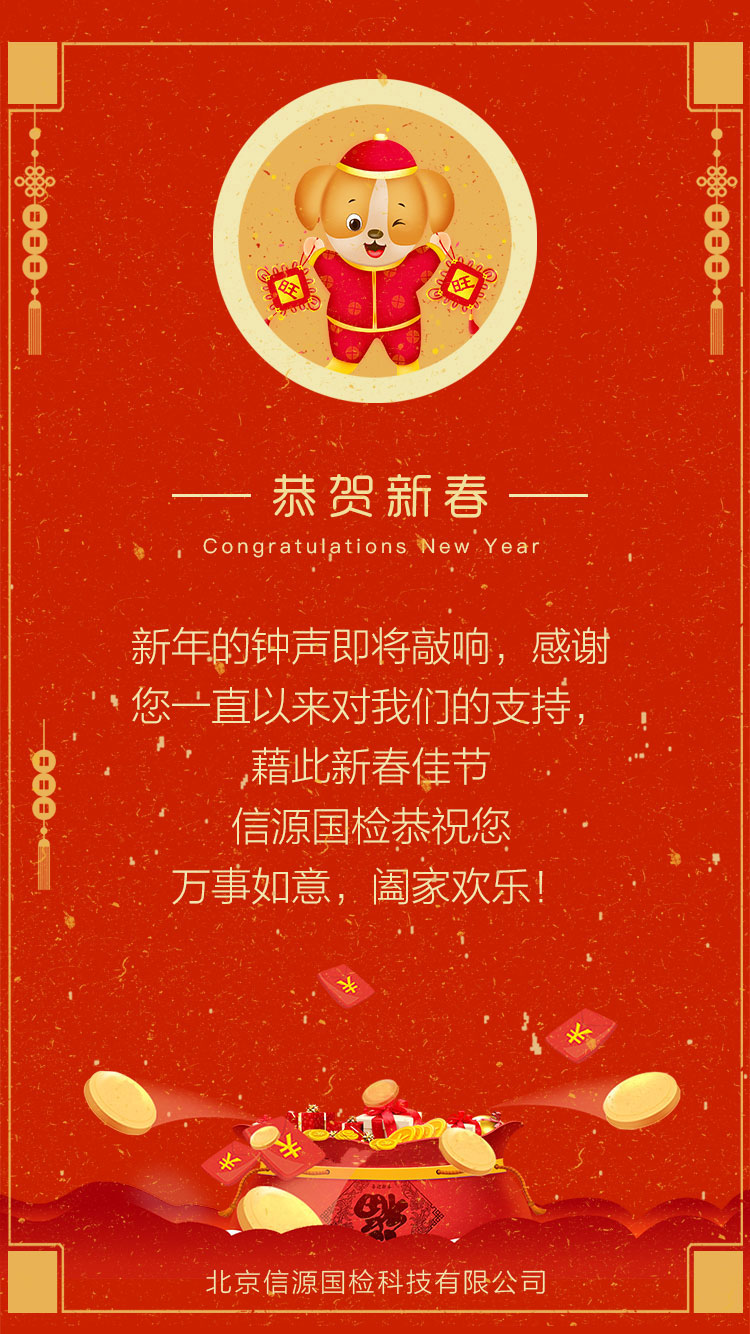 旺 旺
恭贺新春
Congratulations New Year
新年的钟声即将敲响，感谢
您一直以来对我们的支持，
藉此新春佳节
信源国检恭祝您
万事如意，阖家欢乐！
福
北京信源国检科技有限公司